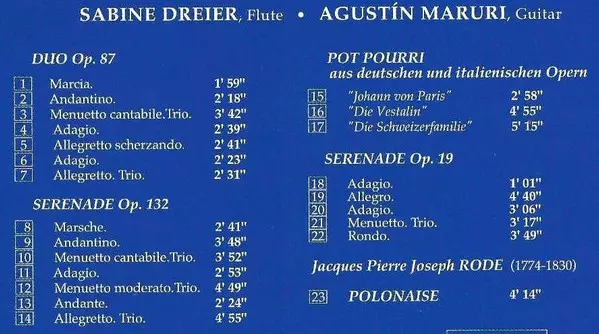 SABINE DREIER, Flute • AGUSTÍN MARURI, Guitar
DUO Op. 87
1 Marcia. 1' 59"
2 Andantino. 2' 18"
3 Menuetto cantabile.Trio. 3' 42"
4 Adagio. 2' 39"
5 Allegretto scherzando. 2' 41"
6 Adagio. 2' 23"
7 Allegretto. Trio. 2' 31"
SERENADE Op. 132
8 Marsche. 2' 41"
9 Andantino. 3' 48"
10 Menuetto cantabile.Trio. 3' 52"
11 Adagio. 2' 53"
12 Menuetto moderato.Trio. 4' 49"
13 Andante. 2' 24"
14 Allegretto. Trio. 4' 55"
POT POURRI
aus deutschen und italienischen Opern
15 "Johann von Paris" 2' 58"
16 "Die Vestalin" 4' 55"
17 "Die Schweizerfamilie" 5' 15"
SERENADE Op. 19
18 Adagio. 1' 01"
19 Allegro. 4' 40"
20 Adagio. 3' 06"
21 Menuetto. Trio. 3' 17"
22 Rondo. 3' 49"
Jacques Pierre Joseph RODE (1774-1830)
23 POLONAISE 4' 14"